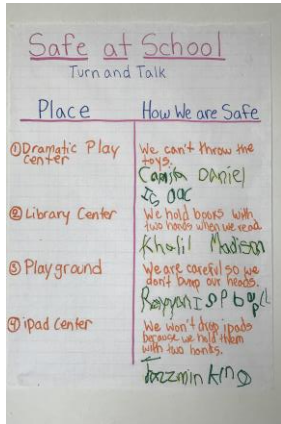 Safe at School
Turn and Talk
Place
How We are Safe
① Dramatic Play
Center
We can't throw the
toys.
Camila Daniel
② Library Center
We hold books with
two hands when we read.
Khalil Madison
③ Playground
We are careful so we
don't bump our heads.
④ iPad Center
We won't drop ipads
because we hold them
with two hands.
Jazzmin King